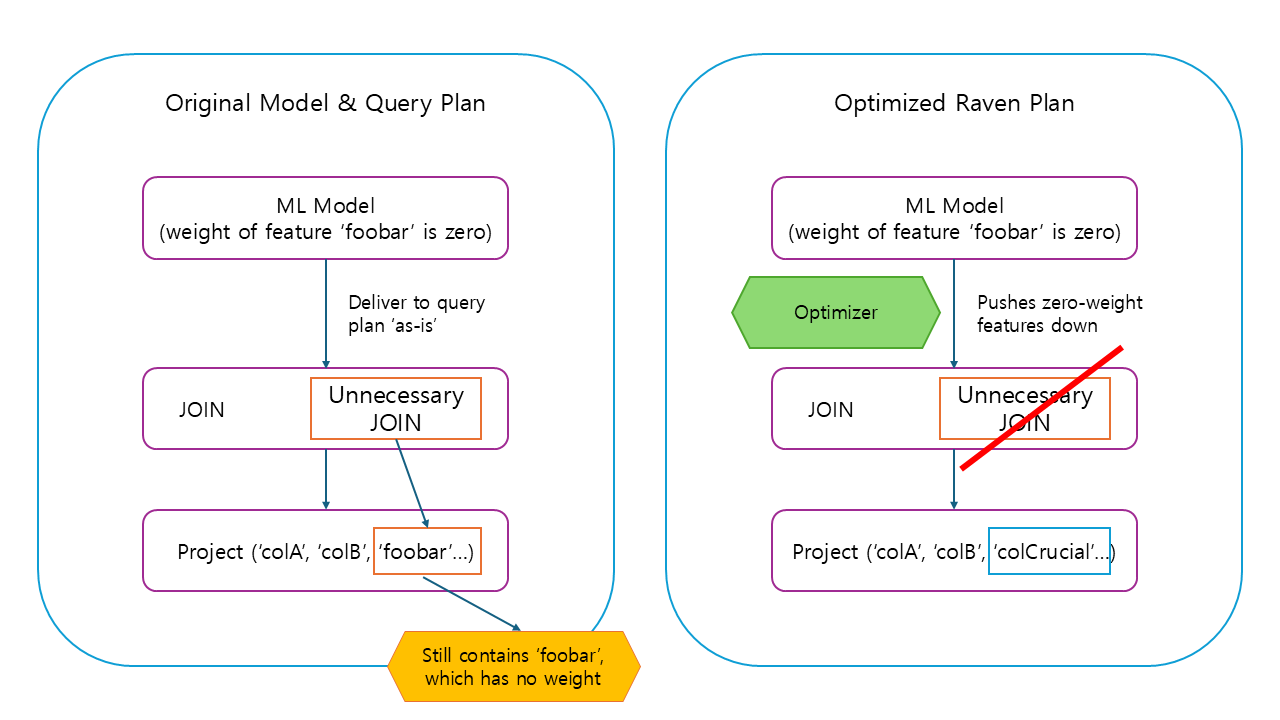 Original Model & Query Plan
ML Model
(weight of feature ‘foobar’ is zero)
Deliver to query
plan ‘as-is’
JOIN
Unnecessary
JOIN
Project (‘colA’, ‘colB’, ‘foobar’...)
Still contains ‘foobar’,
which has no weight
Optimized Raven Plan
ML Model
(weight of feature ‘foobar’ is zero)
Optimizer
Pushes zero-weight
features down
JOIN
Unnecessary
JOIN
Project (‘colA’, ‘colB’, ‘colCrucial’...)